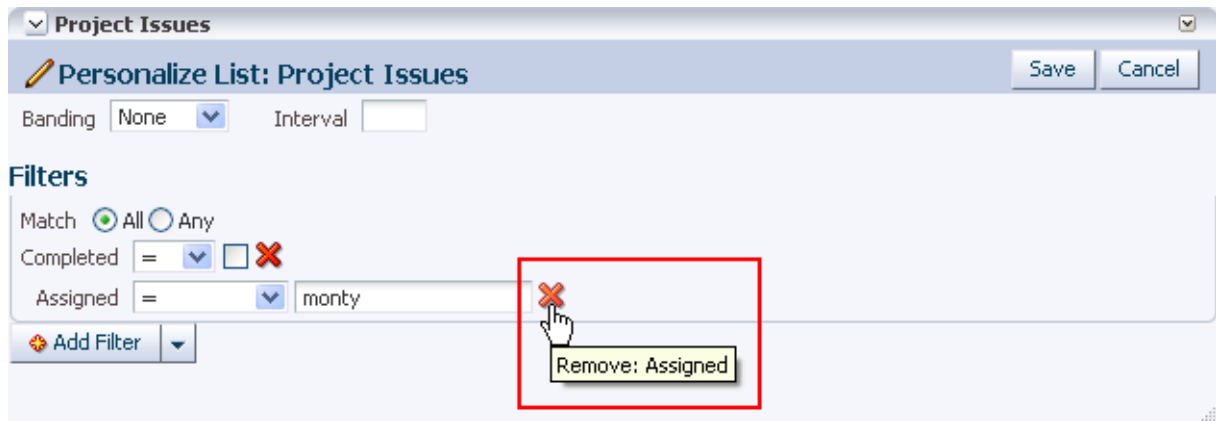 Project Issues
Personalize List: Project Issues Save Cancel
Banding None Interval
Filters
Match All Any
Completed =
Assigned = monty
Add Filter
Remove: Assigned